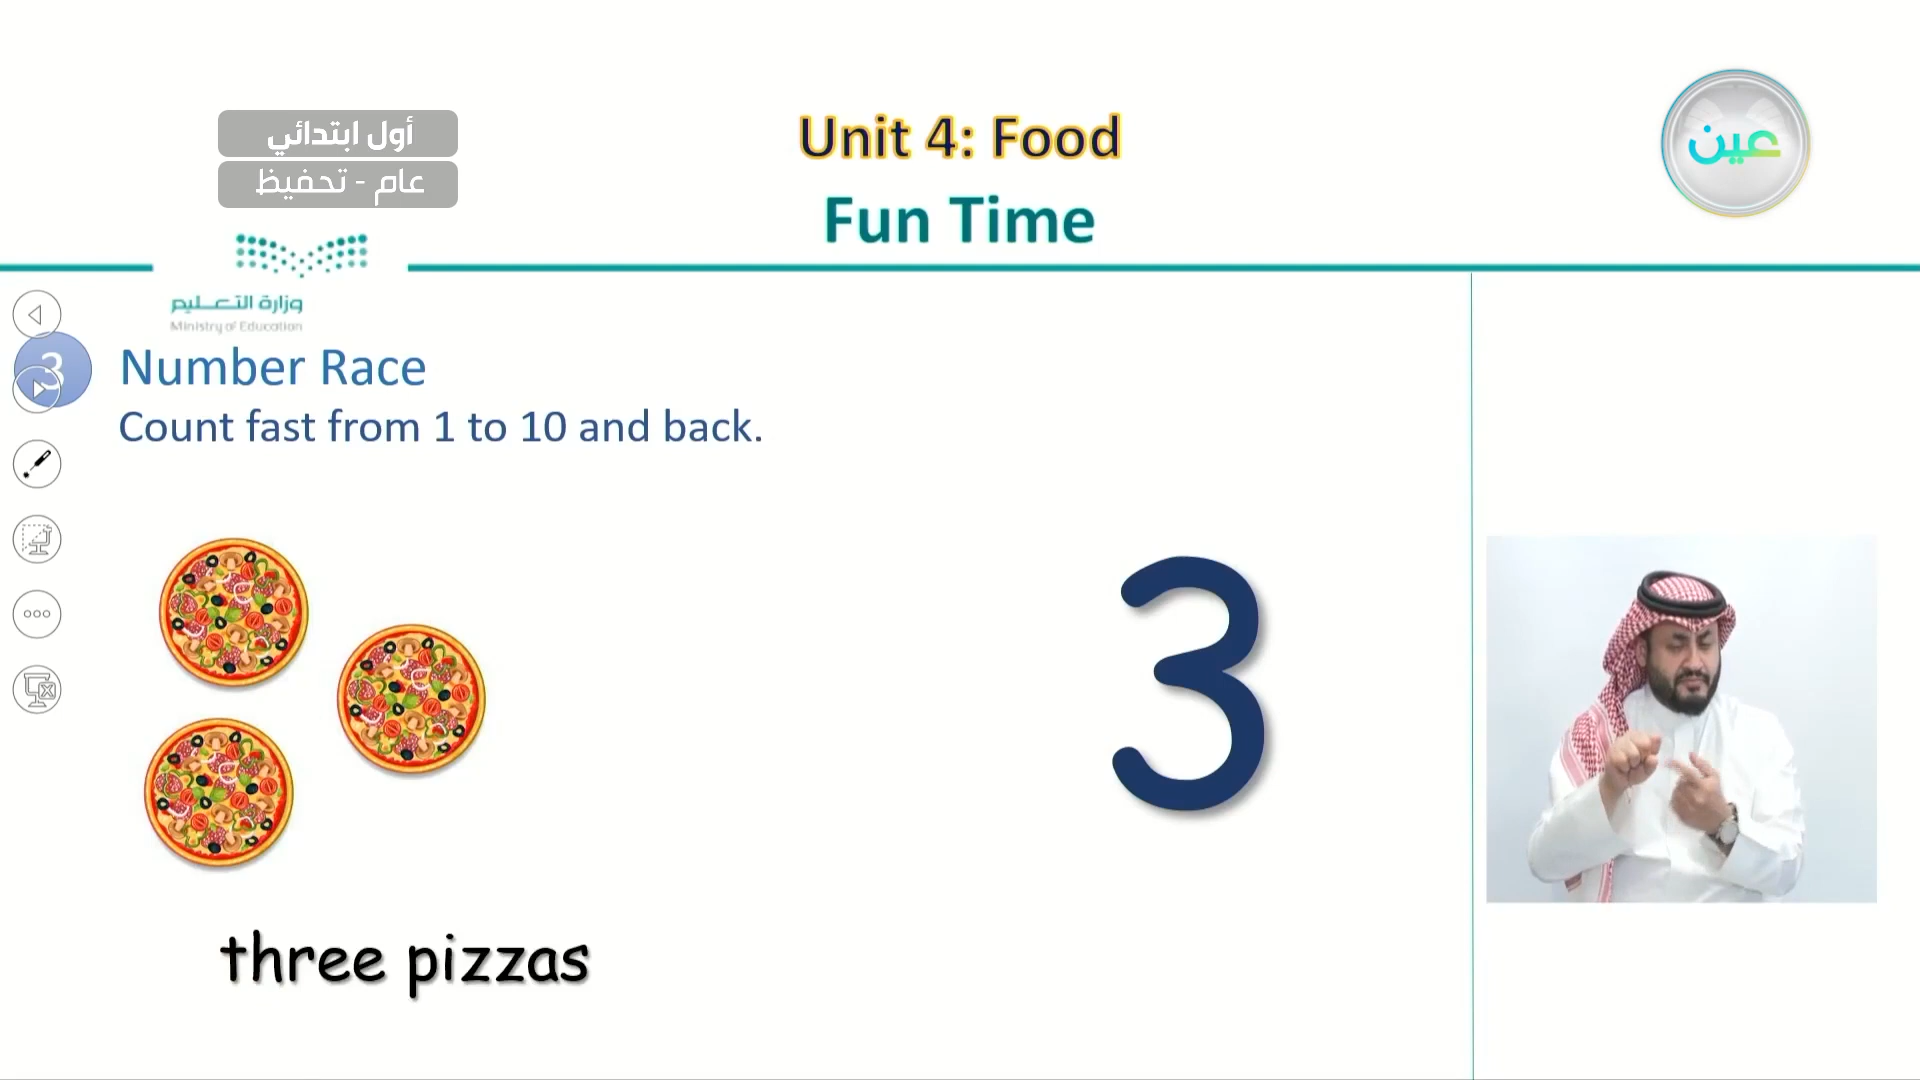 أول ابتدائي
عام - تحفيظ
Unit 4: Food
Fun Time
عين
وزارة التعليم
Ministry of Education
3
Number Race
Count fast from 1 to 10 and back.
3
three pizzas